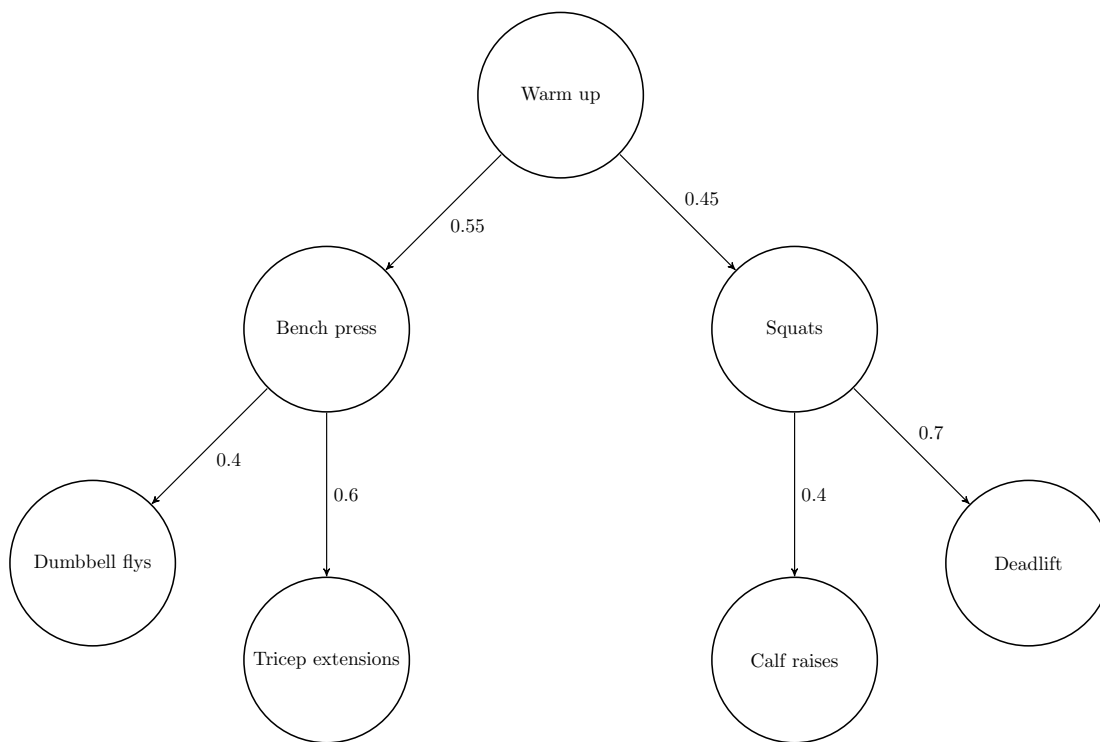 Warm up
0.55
0.45
Bench press
Squats
0.4
0.6
0.4
0.7
Dumbbell flys
Tricep extensions
Calf raises
Deadlift